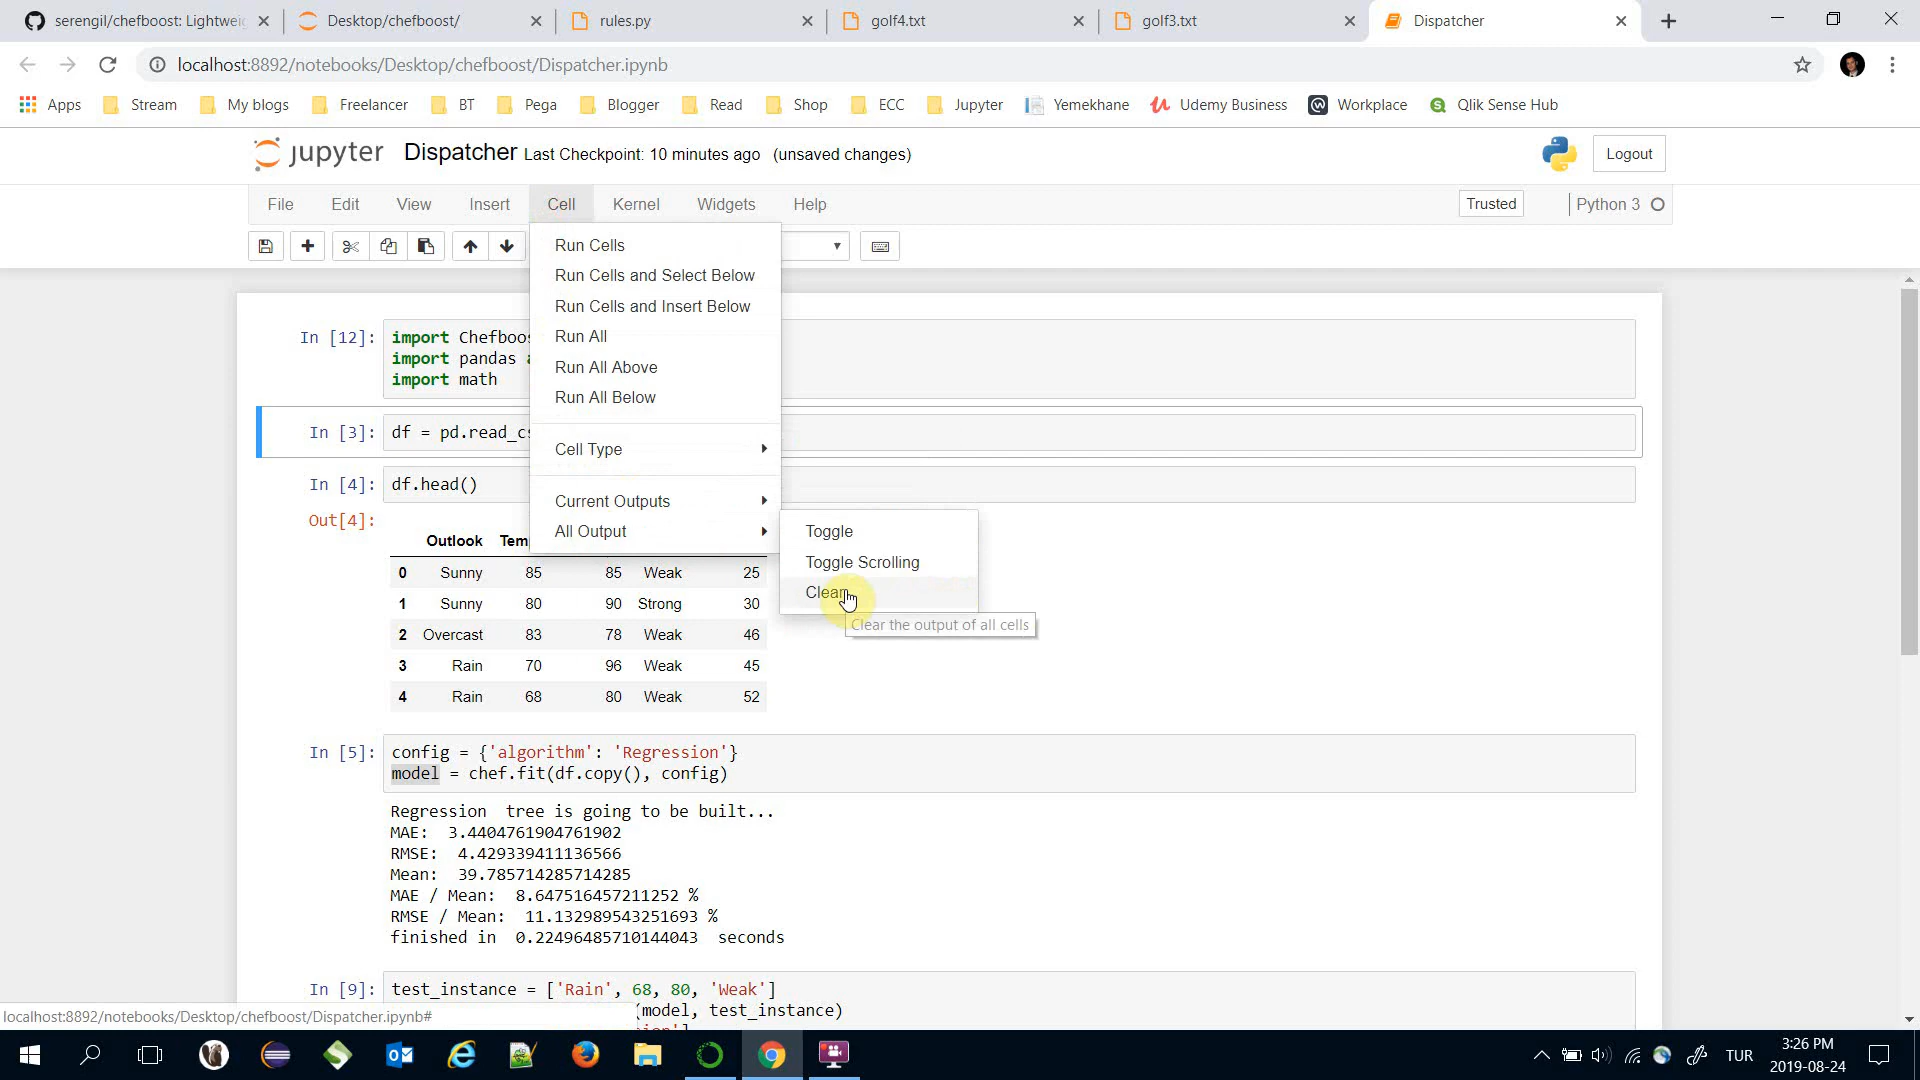 serengil/chefboost: Lightwei
Desktop/chefboost/
rules.py
golf4.txt
golf3.txt
Dispatcher
localhost:8892/notebooks/Desktop/chefboost/Dispatcher.ipynb
Apps Stream My blogs Freelancer BT Pega Blogger Read Shop ECC Jupyter Yemekhane Udemy Business Workplace Qlik Sense Hub
jupyter Dispatcher Last Checkpoint: 10 minutes ago (unsaved changes)
Logout
File Edit View Insert Cell Kernel Widgets Help
Trusted
Python 3
Run Cells
Run Cells and Select Below
Run Cells and Insert Below
Run All
Run All Above
Run All Below
Cell Type
Current Outputs
All Output
Toggle
Toggle Scrolling
Clear
Clear the output of all cells
In [12]: import Chefboos
import pandas a
import math
In [3]: df = pd.read_cs
In [4]: df.head()
Out[4]:
Outlook Tem
0 Sunny 85 85 Weak 25
1 Sunny 80 90 Strong 30
2 Overcast 83 78 Weak 46
3 Rain 70 96 Weak 45
4 Rain 68 80 Weak 52
In [5]: config = {'algorithm': 'Regression'}
model = chef.fit(df.copy(), config)
Regression  tree is going to be built...
MAE:  3.4404761904761902
RMSE:  4.429339411136566
Mean:  39.785714285714285
MAE / Mean:  8.647516457211252 %
RMSE / Mean:  11.132989543251693 %
finished in  0.22496485710144043  seconds
In [9]: test_instance = ['Rain', 68, 80, 'Weak']
(model, test_instance)
localhost:8892/notebooks/Desktop/chefboost/Dispatcher.ipynb#
TUR
3:26 PM
2019-08-24